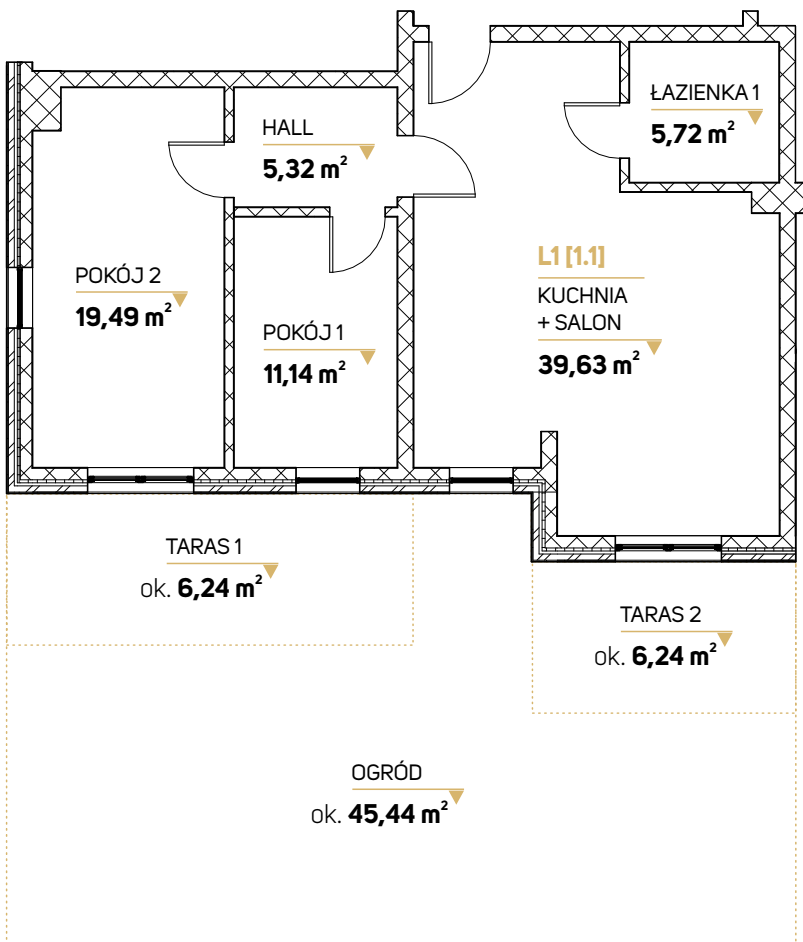 HALL
5,32 m²
ŁAZIENKA 1
5,72 m²
POKÓJ 2
19,49 m²
POKÓJ 1
11,14 m²
L1 [1.1]
KUCHNIA
+ SALON
39,63 m²
TARAS 1
ok. 6,24 m²
TARAS 2
ok. 6,24 m²
OGRÓD
ok. 45,44 m²